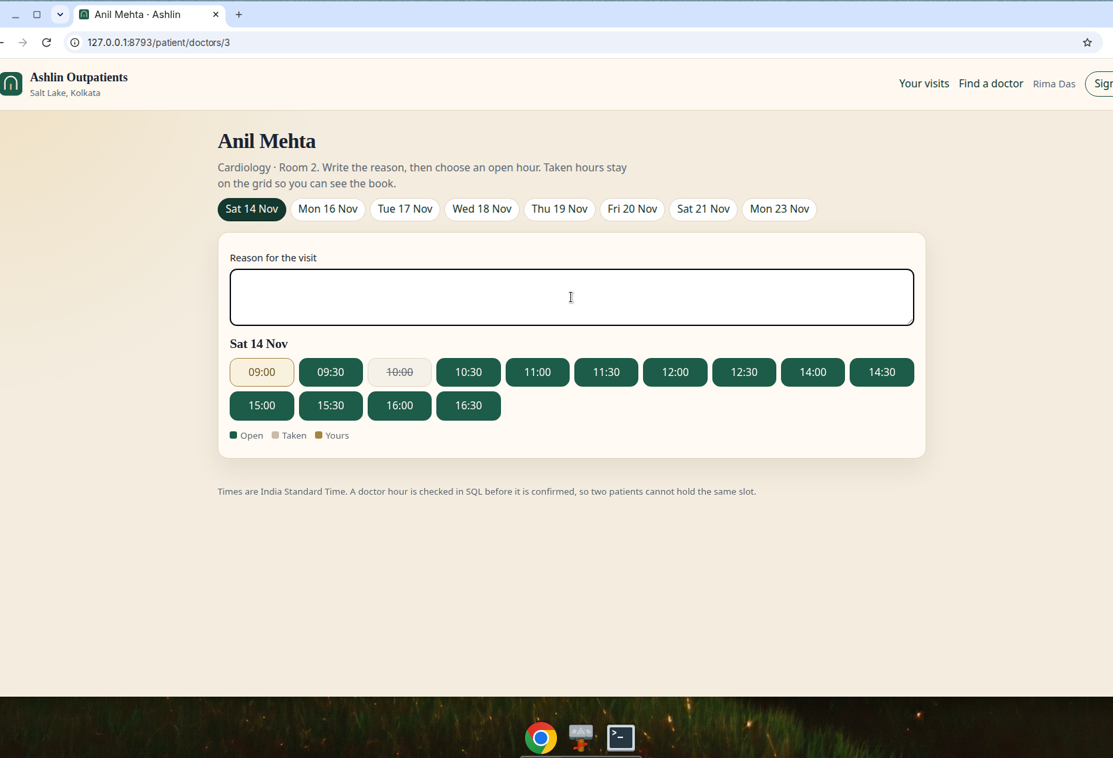 Anil Mehta · Ashlin
127.0.0.1:8793/patient/doctors/3
Ashlin Outpatients
Salt Lake, Kolkata
Your visits Find a doctor Rima Das Sign
Anil Mehta
Cardiology · Room 2. Write the reason, then choose an open hour. Taken hours stay
on the grid so you can see the book.
Sat 14 Nov Mon 16 Nov Tue 17 Nov Wed 18 Nov Thu 19 Nov Fri 20 Nov Sat 21 Nov Mon 23 Nov
Reason for the visit
Sat 14 Nov
09:00 09:30 10:00 10:30 11:00 11:30 12:00 12:30 14:00 14:30
15:00 15:30 16:00 16:30
Open Taken Yours
Times are India Standard Time. A doctor hour is checked in SQL before it is confirmed, so two patients cannot hold the same slot.